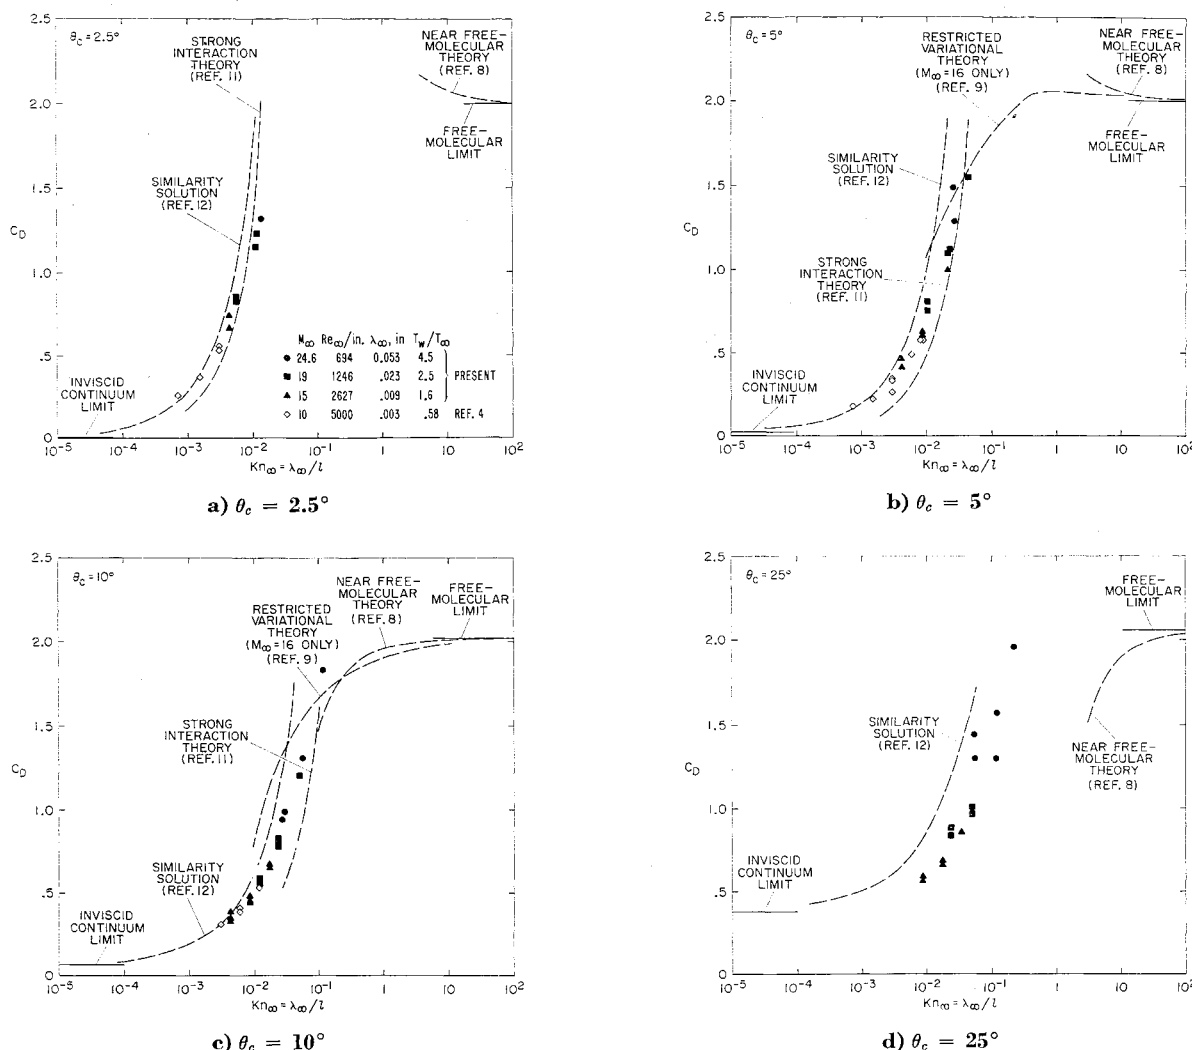 2.5
θc = 2.5°
STRONG
INTERACTION
THEORY
(REF. 11)
NEAR FREE-
MOLECULAR
THEORY
(REF. 8)
2.0
FREE-
MOLECULAR
LIMIT
SIMILARITY
SOLUTION
(REF. 12)
1.5
CD
1.0
M∞ Re∞/in. λ∞, in Tw/T∞
● 24.6 694 0.053 4.5
■ 19 1246 .023 2.5 PRESENT
▲ 15 2627 .009 1.6
◇ 10 5000 .003 .58 REF. 4
.5
INVISCID
CONTINUUM
LIMIT
0
10-5 10-4 10-3 10-2 10-1 1 10 102
Kn∞ = λ∞/l
a) θc = 2.5°
2.5
θc = 5°
RESTRICTED
VARIATIONAL
THEORY
(M∞=16 ONLY)
(REF. 9)
NEAR FREE-
MOLECULAR
THEORY
(REF. 8)
2.0
FREE-
MOLECULAR
LIMIT
SIMILARITY
SOLUTION
(REF. 12)
1.5
CD
1.0
STRONG
INTERACTION
THEORY
(REF. 11)
.5
INVISCID
CONTINUUM
LIMIT
0
10-5 10-4 10-3 10-2 10-1 1 10 102
Kn∞ = λ∞/l
b) θc = 5°
2.5
θc = 10°
NEAR FREE-
MOLECULAR
THEORY
(REF. 8)
FREE-
MOLECULAR
LIMIT
RESTRICTED
VARIATIONAL
THEORY
(M∞=16 ONLY)
(REF. 9)
2.0
STRONG
INTERACTION
THEORY
(REF. 11)
1.5
CD
1.0
SIMILARITY
SOLUTION
(REF. 12)
.5
INVISCID
CONTINUUM
LIMIT
0
10-5 10-4 10-3 10-2 10-1 1 10 102
Kn∞ = λ∞/l
c) θc = 10°
2.5
θc = 25°
FREE-
MOLECULAR
LIMIT
2.0
SIMILARITY
SOLUTION
(REF. 12)
NEAR FREE-
MOLECULAR
THEORY
(REF. 8)
1.5
CD
1.0
INVISCID
CONTINUUM
LIMIT
.5
0
10-5 10-4 10-3 10-2 10-1 1 10 102
Kn∞ = λ∞/l
d) θc = 25°